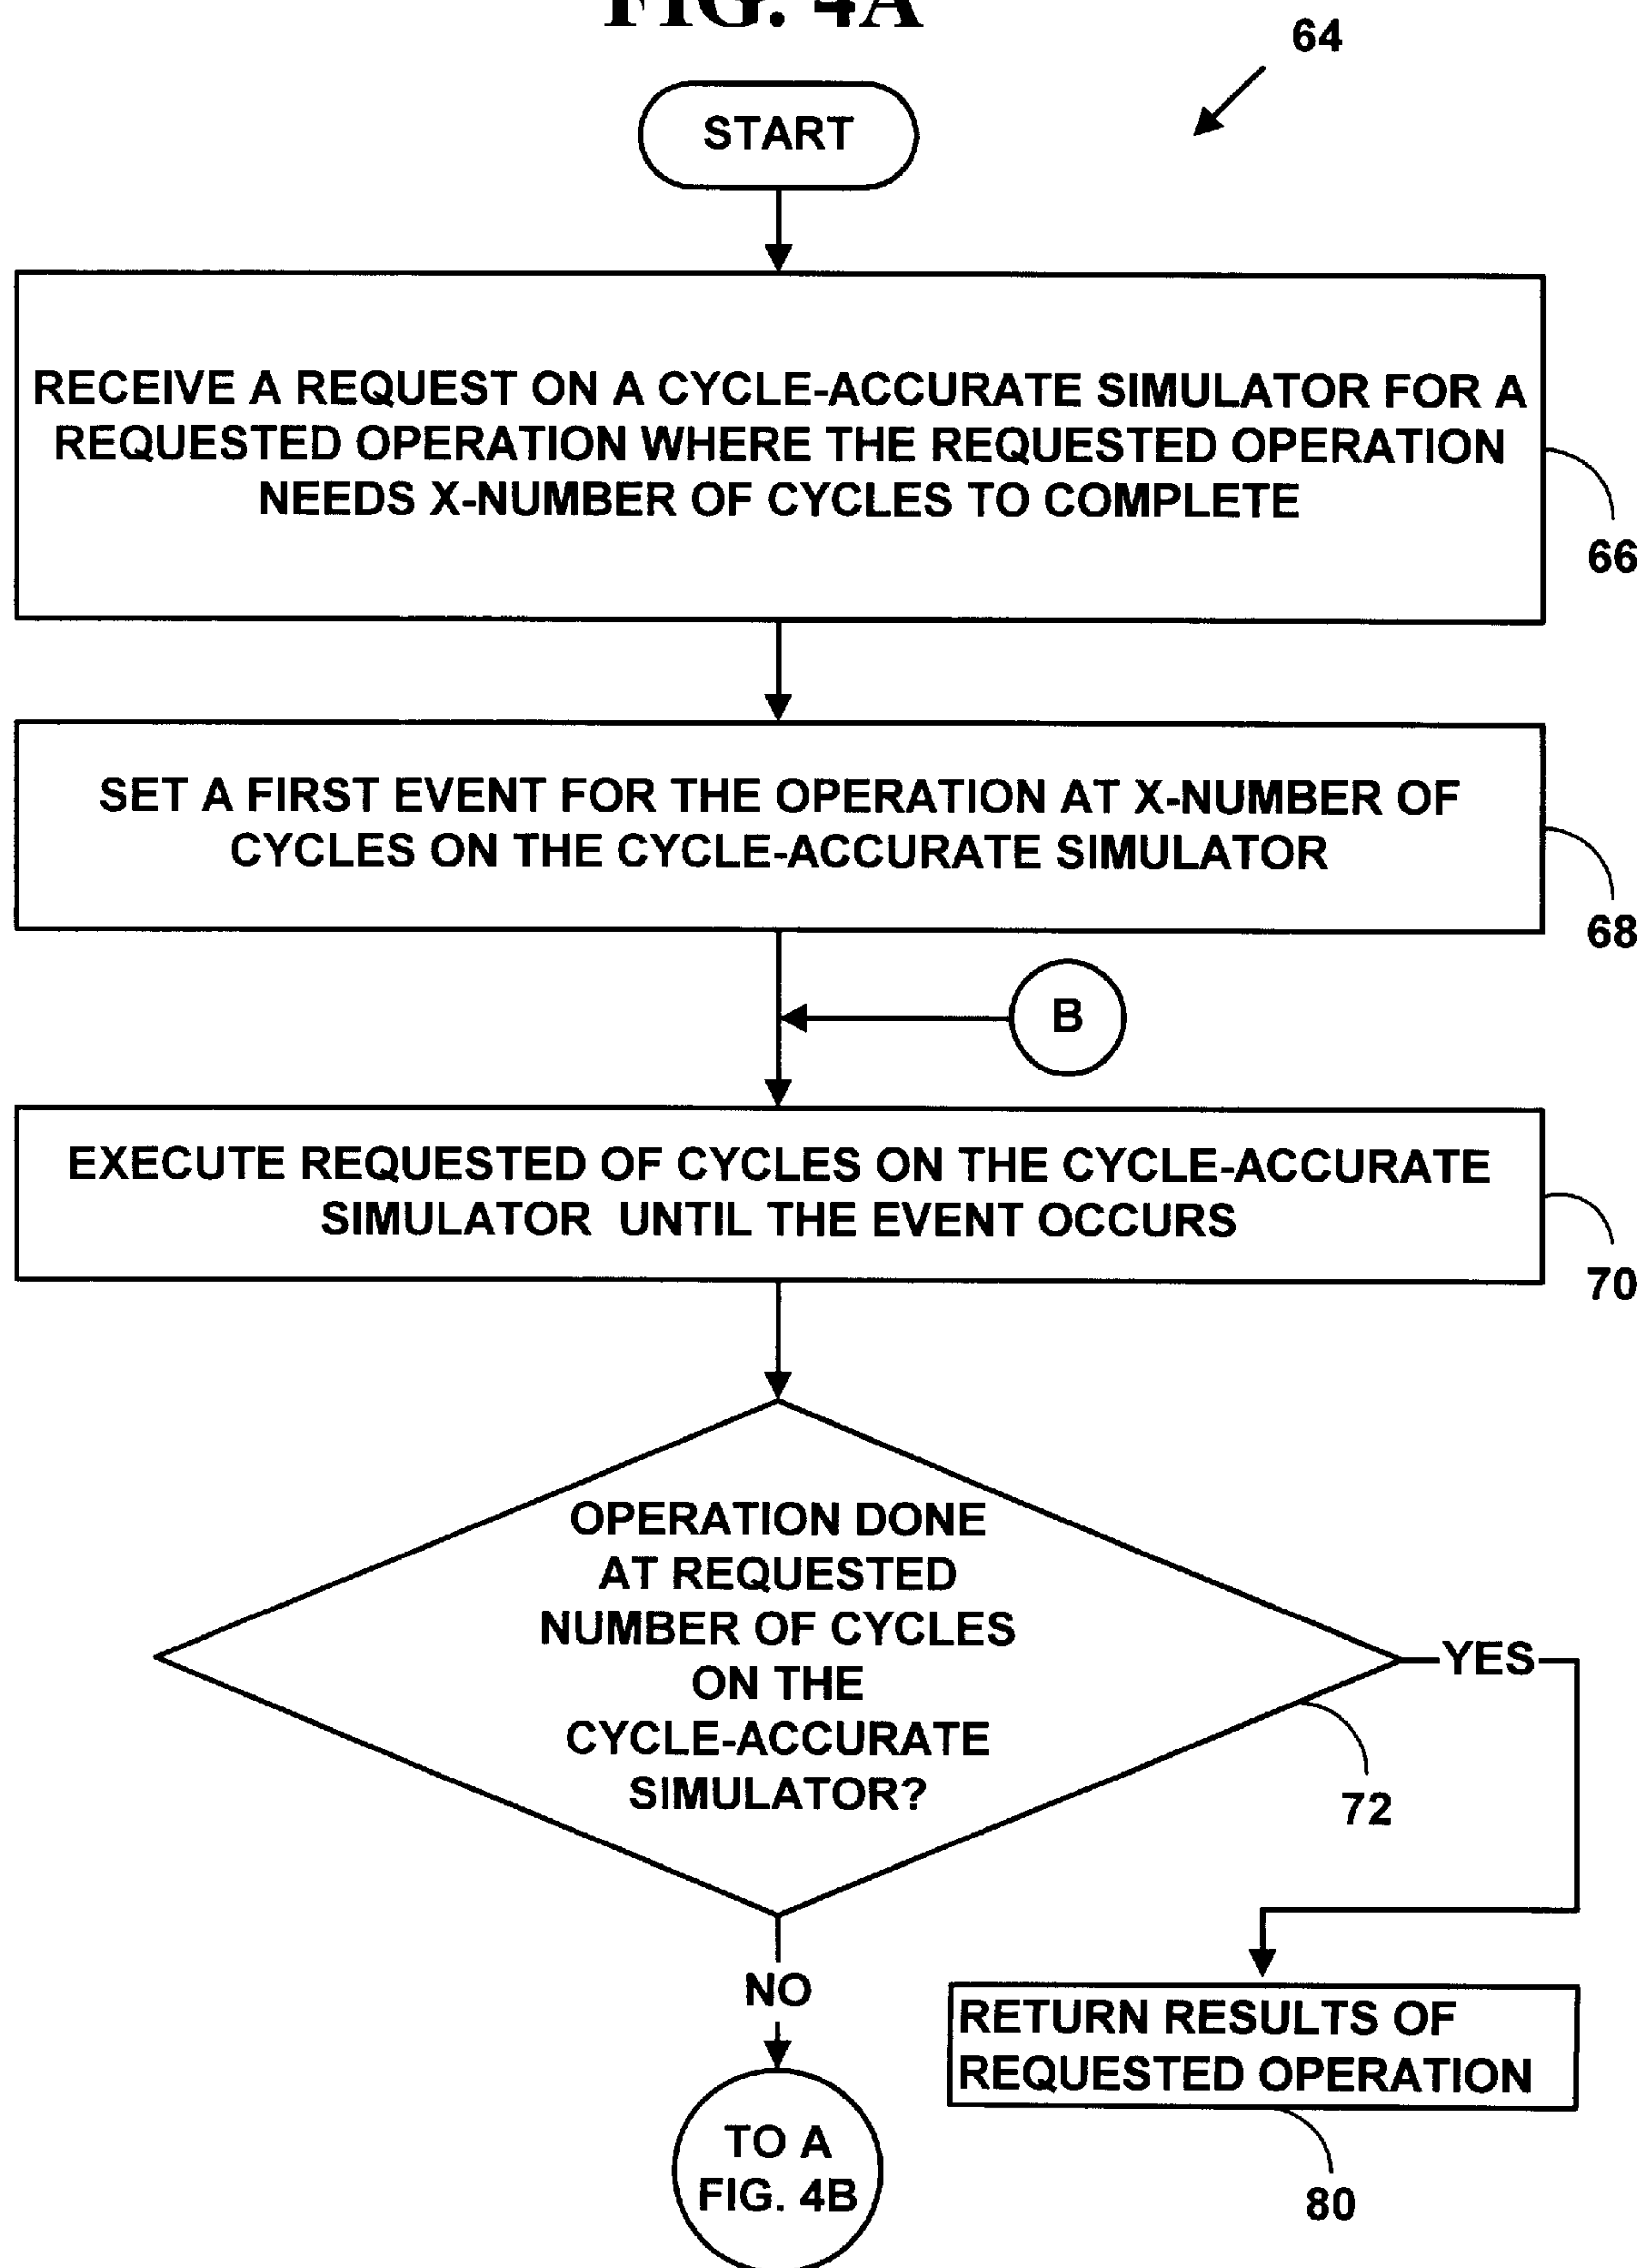 FIG. 4A
64
START
RECEIVE A REQUEST ON A CYCLE-ACCURATE SIMULATOR FOR A
REQUESTED OPERATION WHERE THE REQUESTED OPERATION
NEEDS X-NUMBER OF CYCLES TO COMPLETE
66
SET A FIRST EVENT FOR THE OPERATION AT X-NUMBER OF
CYCLES ON THE CYCLE-ACCURATE SIMULATOR
68
B
EXECUTE REQUESTED OF CYCLES ON THE CYCLE-ACCURATE
SIMULATOR UNTIL THE EVENT OCCURS
70
OPERATION DONE
AT REQUESTED
NUMBER OF CYCLES
ON THE
CYCLE-ACCURATE
SIMULATOR?
YES
72
NO
RETURN RESULTS OF
REQUESTED OPERATION
80
TO A
FIG. 4B